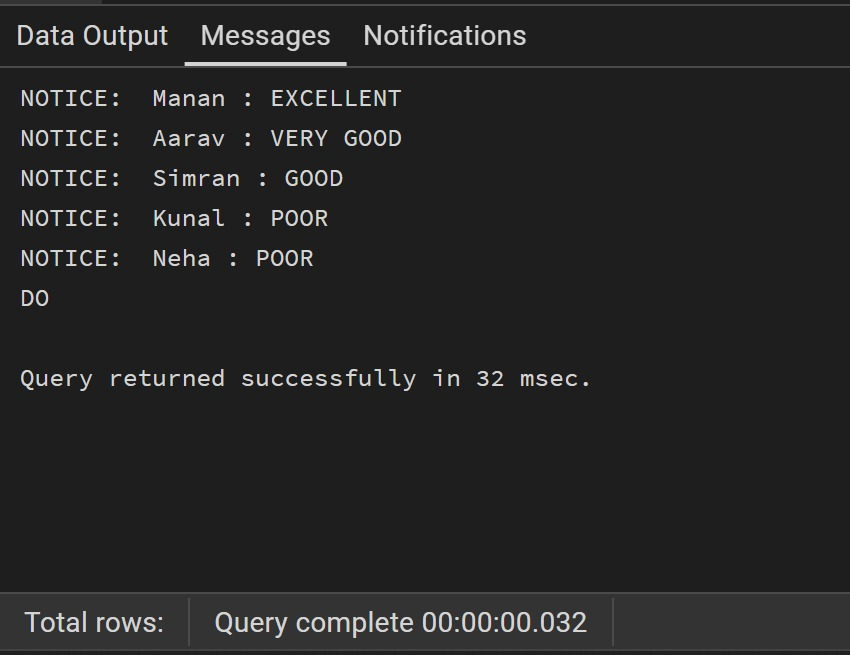 Data Output Messages Notifications
NOTICE:  Manan : EXCELLENT
NOTICE:  Aarav : VERY GOOD
NOTICE:  Simran : GOOD
NOTICE:  Kunal : POOR
NOTICE:  Neha : POOR
DO
Query returned successfully in 32 msec.
Total rows: Query complete 00:00:00.032